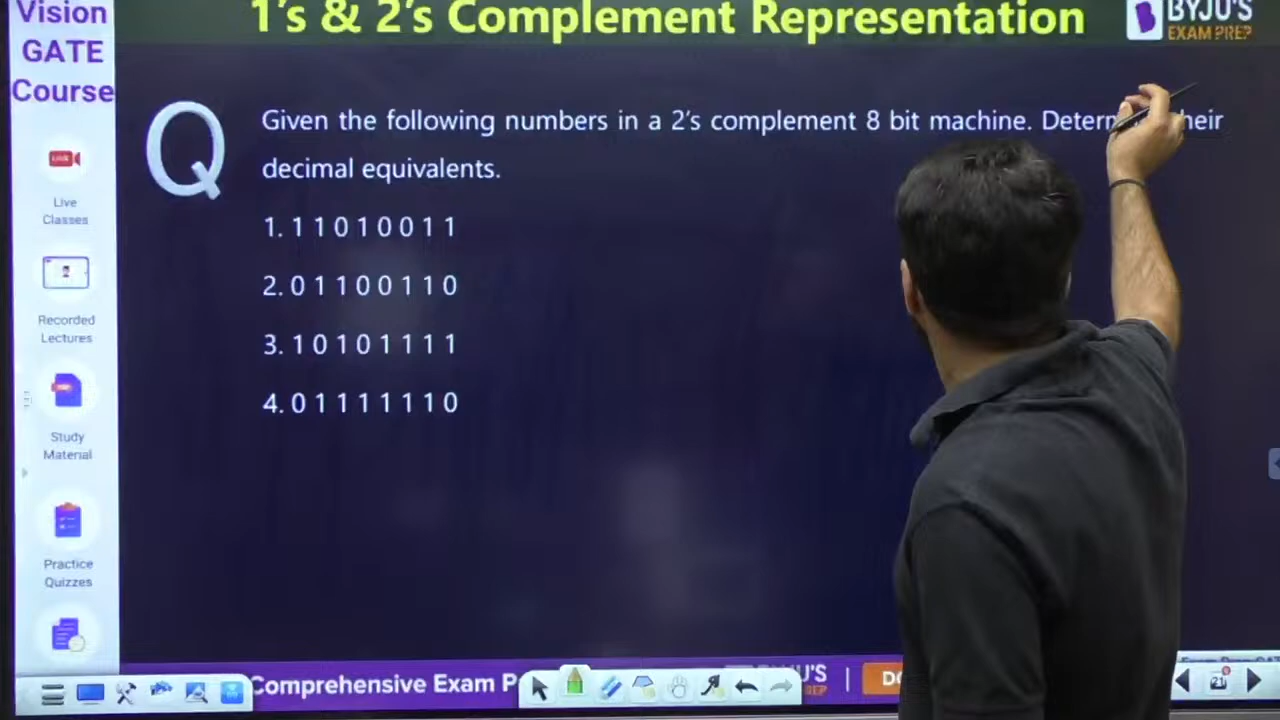 Vision
GATE
Course
1's & 2's Complement Representation
BYJU'S
EXAM PREP
Q
Given the following numbers in a 2's complement 8 bit machine.
decimal equivalents.
1. 1 1 0 1 0 0 1 1
2. 0 1 1 0 0 1 1 0
3. 1 0 1 0 1 1 1 1
4. 0 1 1 1 1 1 1 0
Live
Classes
Recorded
Lectures
Study
Material
Practice
Quizzes
Comprehensive Exam
21